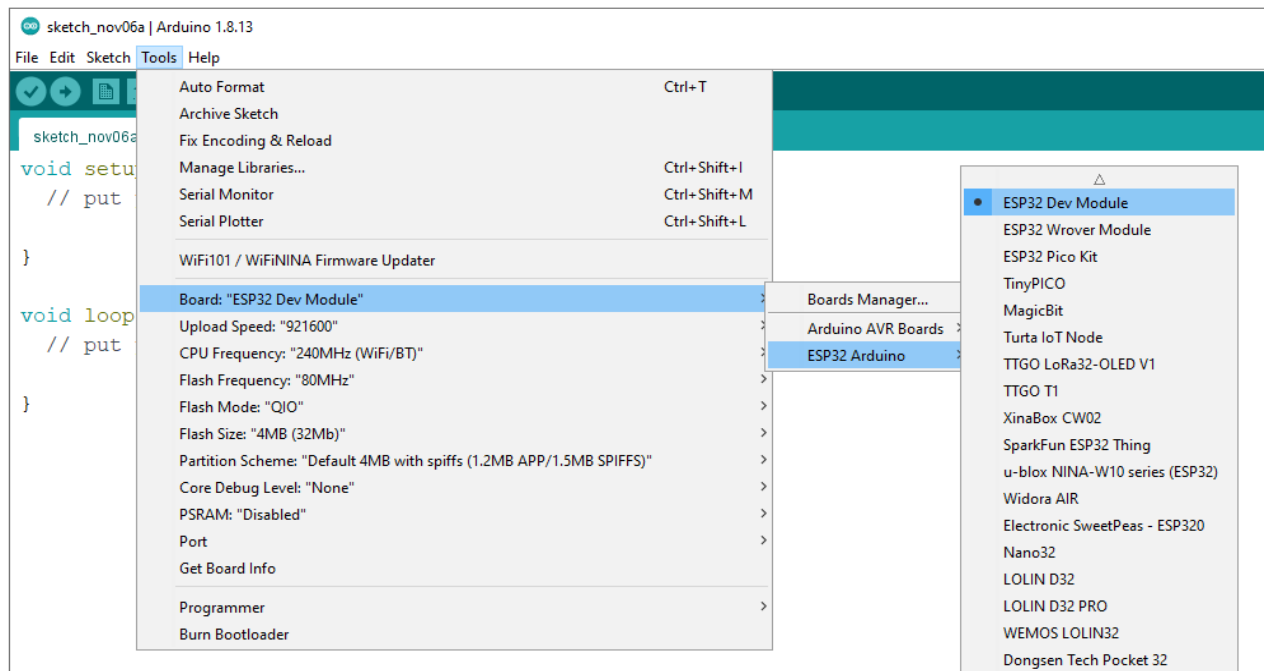 sketch_nov06a | Arduino 1.8.13
File Edit Sketch Tools Help
sketch_nov06a
void setu
// put
}
void loop
// put
}
Auto Format Ctrl+T
Archive Sketch
Fix Encoding & Reload
Manage Libraries... Ctrl+Shift+I
Serial Monitor Ctrl+Shift+M
Serial Plotter Ctrl+Shift+L
WiFi101 / WiFiNINA Firmware Updater
Board: "ESP32 Dev Module"
Upload Speed: "921600"
CPU Frequency: "240MHz (WiFi/BT)"
Flash Frequency: "80MHz"
Flash Mode: "QIO"
Flash Size: "4MB (32Mb)"
Partition Scheme: "Default 4MB with spiffs (1.2MB APP/1.5MB SPIFFS)"
Core Debug Level: "None"
PSRAM: "Disabled"
Port
Get Board Info
Programmer
Burn Bootloader
Boards Manager...
Arduino AVR Boards
ESP32 Arduino
ESP32 Dev Module
ESP32 Wrover Module
ESP32 Pico Kit
TinyPICO
MagicBit
Turta IoT Node
TTGO LoRa32-OLED V1
TTGO T1
XinaBox CW02
SparkFun ESP32 Thing
u-blox NINA-W10 series (ESP32)
Widora AIR
Electronic SweetPeas - ESP320
Nano32
LOLIN D32
LOLIN D32 PRO
WEMOS LOLIN32
Dongsen Tech Pocket 32